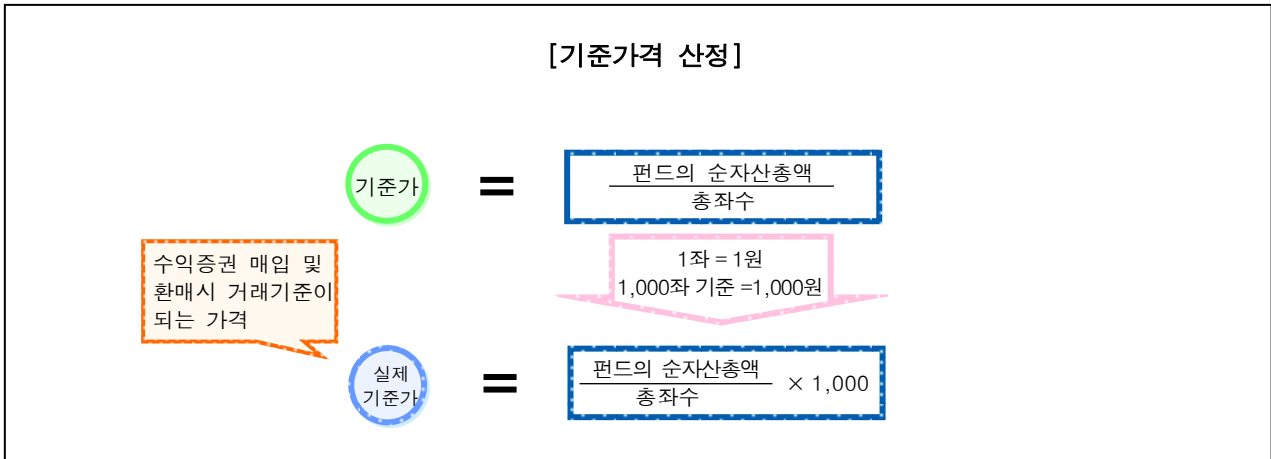 [기준가격 산정]
기준가
=
펀드의 순자산총액
총좌수
1좌 = 1원
1,000좌 기준 =1,000원
수익증권 매입 및
환매시 거래기준이
되는 가격
실제
기준가
=
펀드의 순자산총액
총좌수
× 1,000